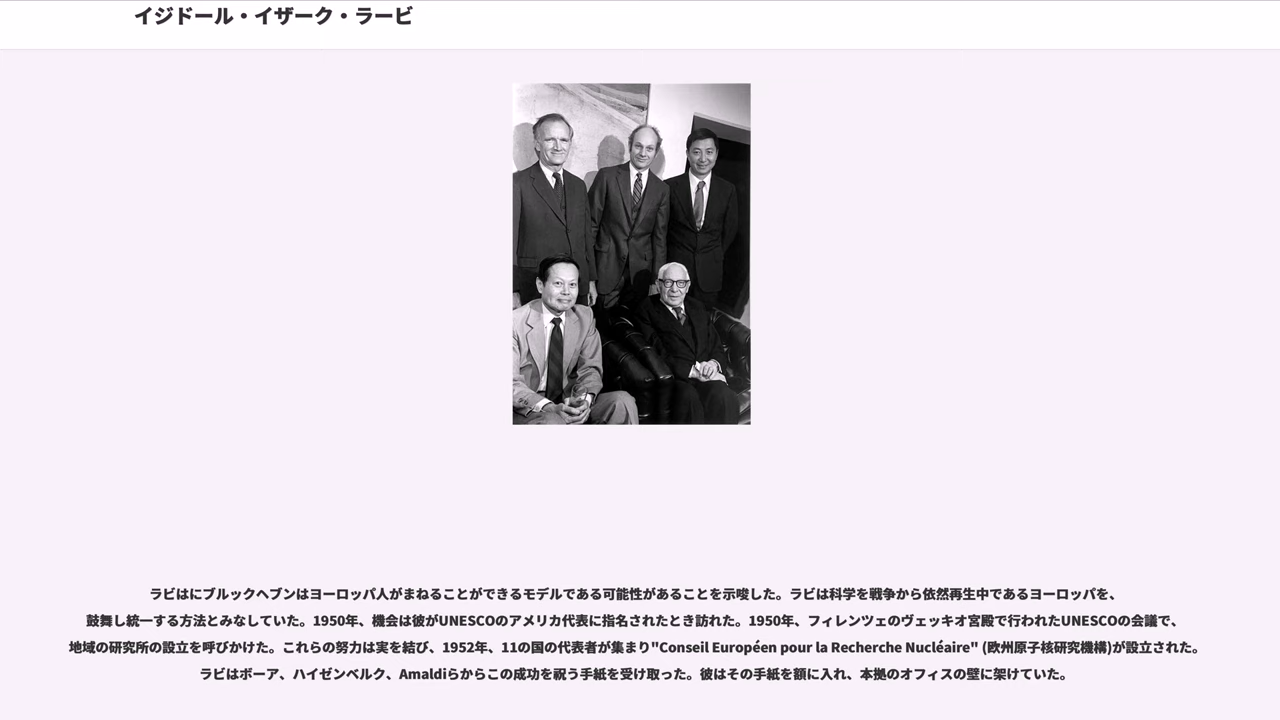 イジドール・イザーク・ラービ
ラビはにブルックヘブンはヨーロッパ人がまねることができるモデルである可能性があることを示唆した。ラビは科学を戦争から依然再生中であるヨーロッパを、
鼓舞し統一する方法とみなしていた。1950年、機会は彼がUNESCOのアメリカ代表に指名されたとき訪れた。1950年、フィレンツェのヴェッキオ宮殿で行われたUNESCOの会議で、
地域の研究所の設立を呼びかけた。これらの努力は実を結び、1952年、11の国の代表者が集まり"Conseil Européen pour la Recherche Nucléaire" (欧州原子核研究機構)が設立された。
ラビはボーア、ハイゼンベルク、Amaldiらからこの成功を祝う手紙を受け取った。彼はその手紙を額に入れ、本拠のオフィスの壁に架けていた。